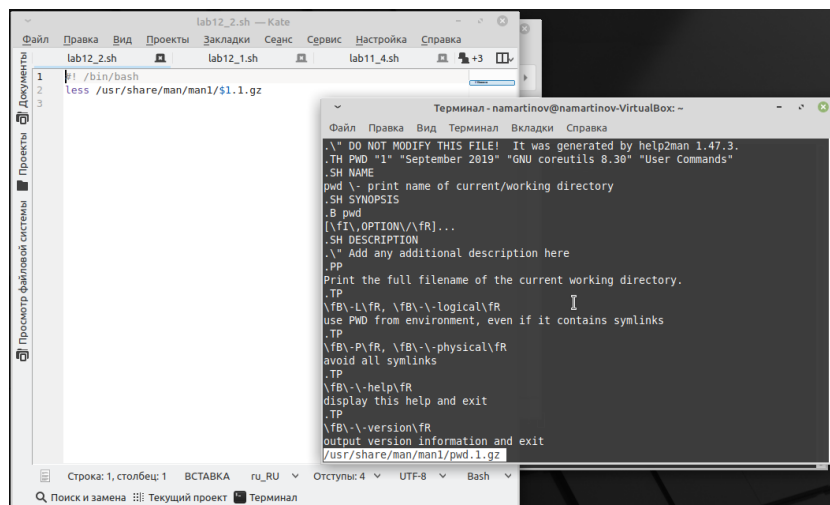 lab12_2.sh — Kate
Файл Правка Вид Проекты Закладки Сеанс Сервис Настройка Справка
lab12_2.sh lab12_1.sh lab11_4.sh +3
Документы
Проекты
Просмотр файловой системы
1 #! /bin/bash
2 less /usr/share/man/man1/$1.1.gz
3
Терминал - namartinov@namartinov-VirtualBox: ~
Файл Правка Вид Терминал Вкладки Справка
.\" DO NOT MODIFY THIS FILE!  It was generated by help2man 1.47.3.
.TH PWD "1" "September 2019" "GNU coreutils 8.30" "User Commands"
.SH NAME
pwd \- print name of current/working directory
.SH SYNOPSIS
.B pwd
[\fI\,OPTION\/\fR]...
.SH DESCRIPTION
.\" Add any additional description here
.PP
Print the full filename of the current working directory.
.TP
\fB\-L\fR, \fB\-\-logical\fR
use PWD from environment, even if it contains symlinks
.TP
\fB\-P\fR, \fB\-\-physical\fR
avoid all symlinks
.TP
\fB\-\-help\fR
display this help and exit
.TP
\fB\-\-version\fR
output version information and exit
/usr/share/man/man1/pwd.1.gz
Строка: 1, столбец: 1 ВСТАВКА ru_RU Отступы: 4 UTF-8 Bash
Поиск и замена Текущий проект Терминал